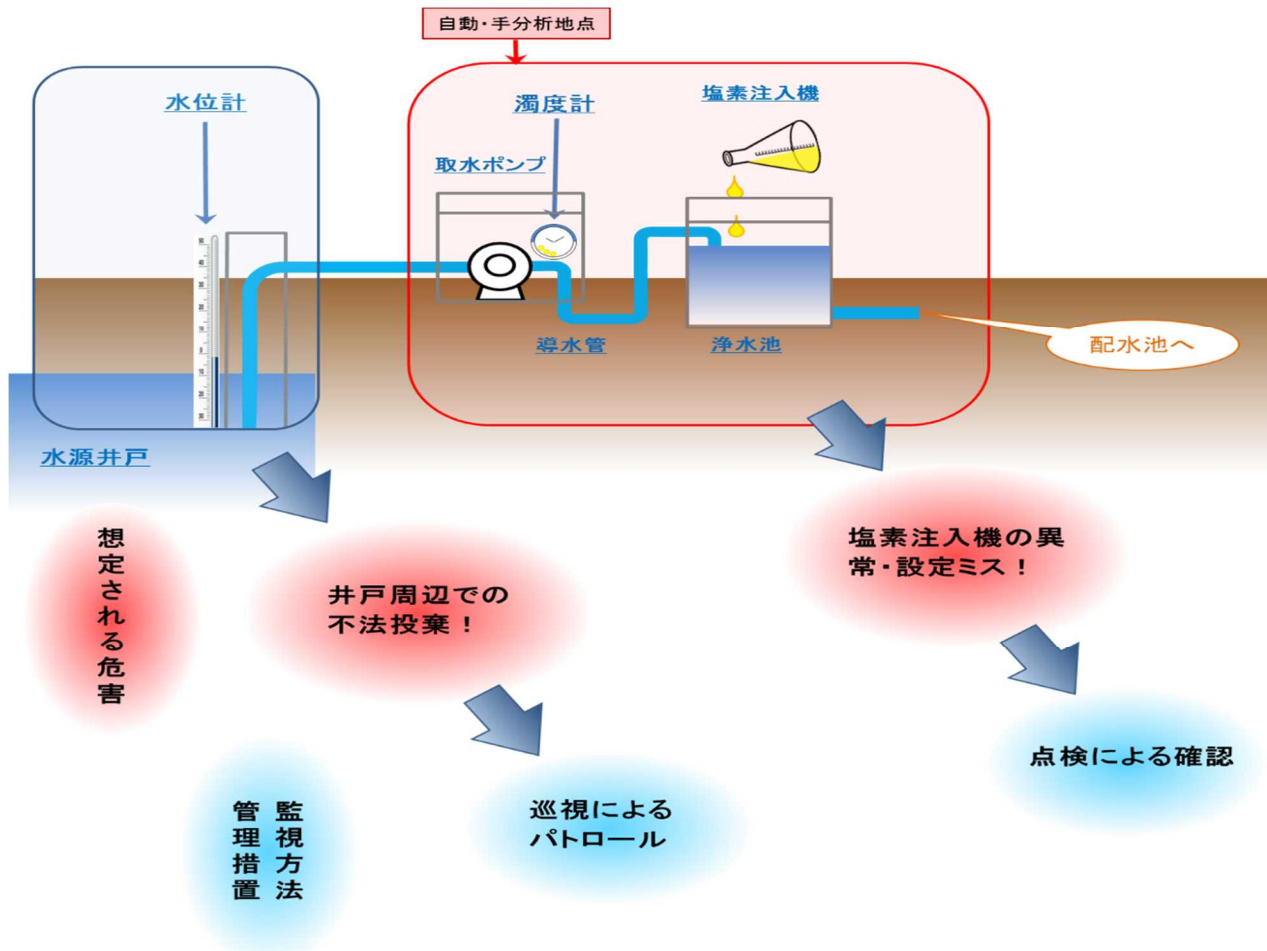 自動・手分析地点
水位計
濁度計
塩素注入機
取水ポンプ
導水管
浄水池
配水池へ
水源井戸
想定される危害
井戸周辺での
不法投棄！
塩素注入機の異
常・設定ミス！
監視方法
管理措置
巡視による
パトロール
点検による確認